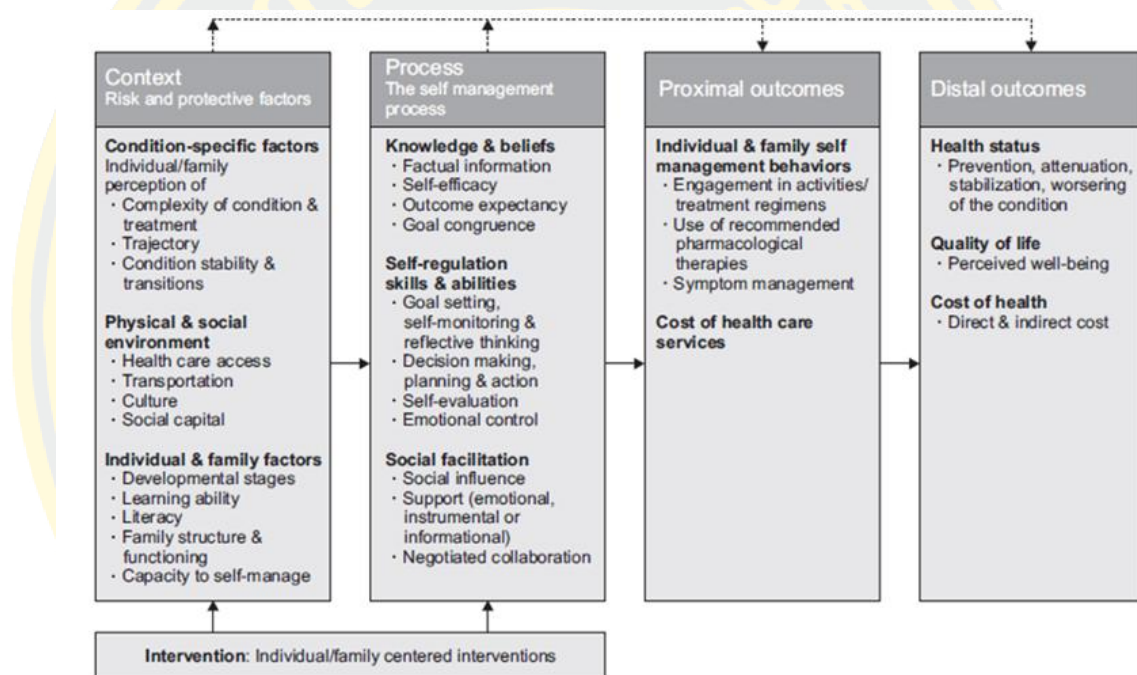 Context
Risk and protective factors
Condition-specific factors
Individual/family
perception of
· Complexity of condition &
treatment
· Trajectory
· Condition stability &
transitions
Physical & social
environment
· Health care access
· Transportation
· Culture
· Social capital
Individual & family factors
· Developmental stages
· Learning ability
· Literacy
· Family structure &
functioning
· Capacity to self-manage
Process
The self management
process
Knowledge & beliefs
· Factual information
· Self-efficacy
· Outcome expectancy
· Goal congruence
Self-regulation
skills & abilities
· Goal setting,
self-monitoring &
reflective thinking
· Decision making,
planning & action
· Self-evaluation
· Emotional control
Social facilitation
· Social influence
· Support (emotional,
instrumental or
informational)
· Negotiated collaboration
Proximal outcomes
Individual & family self
management behaviors
· Engagement in activities/
treatment regimens
· Use of recommended
pharmacological
therapies
· Symptom management
Cost of health care
services
Distal outcomes
Health status
· Prevention, attenuation,
stabilization, worsering
of the condition
Quality of life
· Perceived well-being
Cost of health
· Direct & indirect cost
Intervention: Individual/family centered interventions